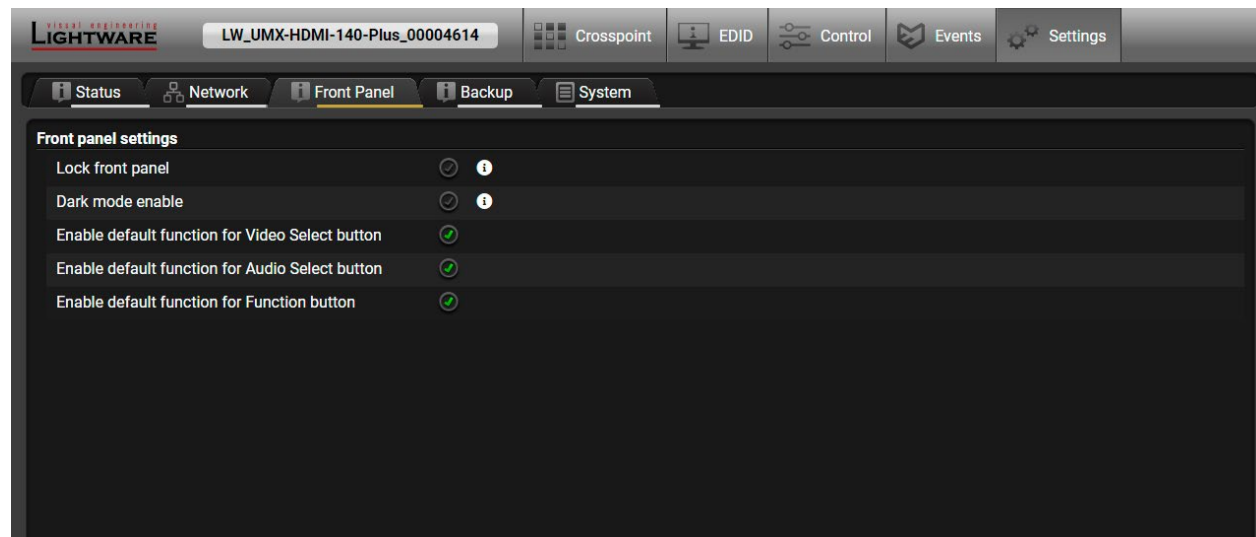 visual engineering
LIGHTWARE
LW_UMX-HDMI-140-Plus_00004614
Crosspoint
EDID
Control
Events
Settings
Status
Network
Front Panel
Backup
System
Front panel settings
Lock front panel
Dark mode enable
Enable default function for Video Select button
Enable default function for Audio Select button
Enable default function for Function button